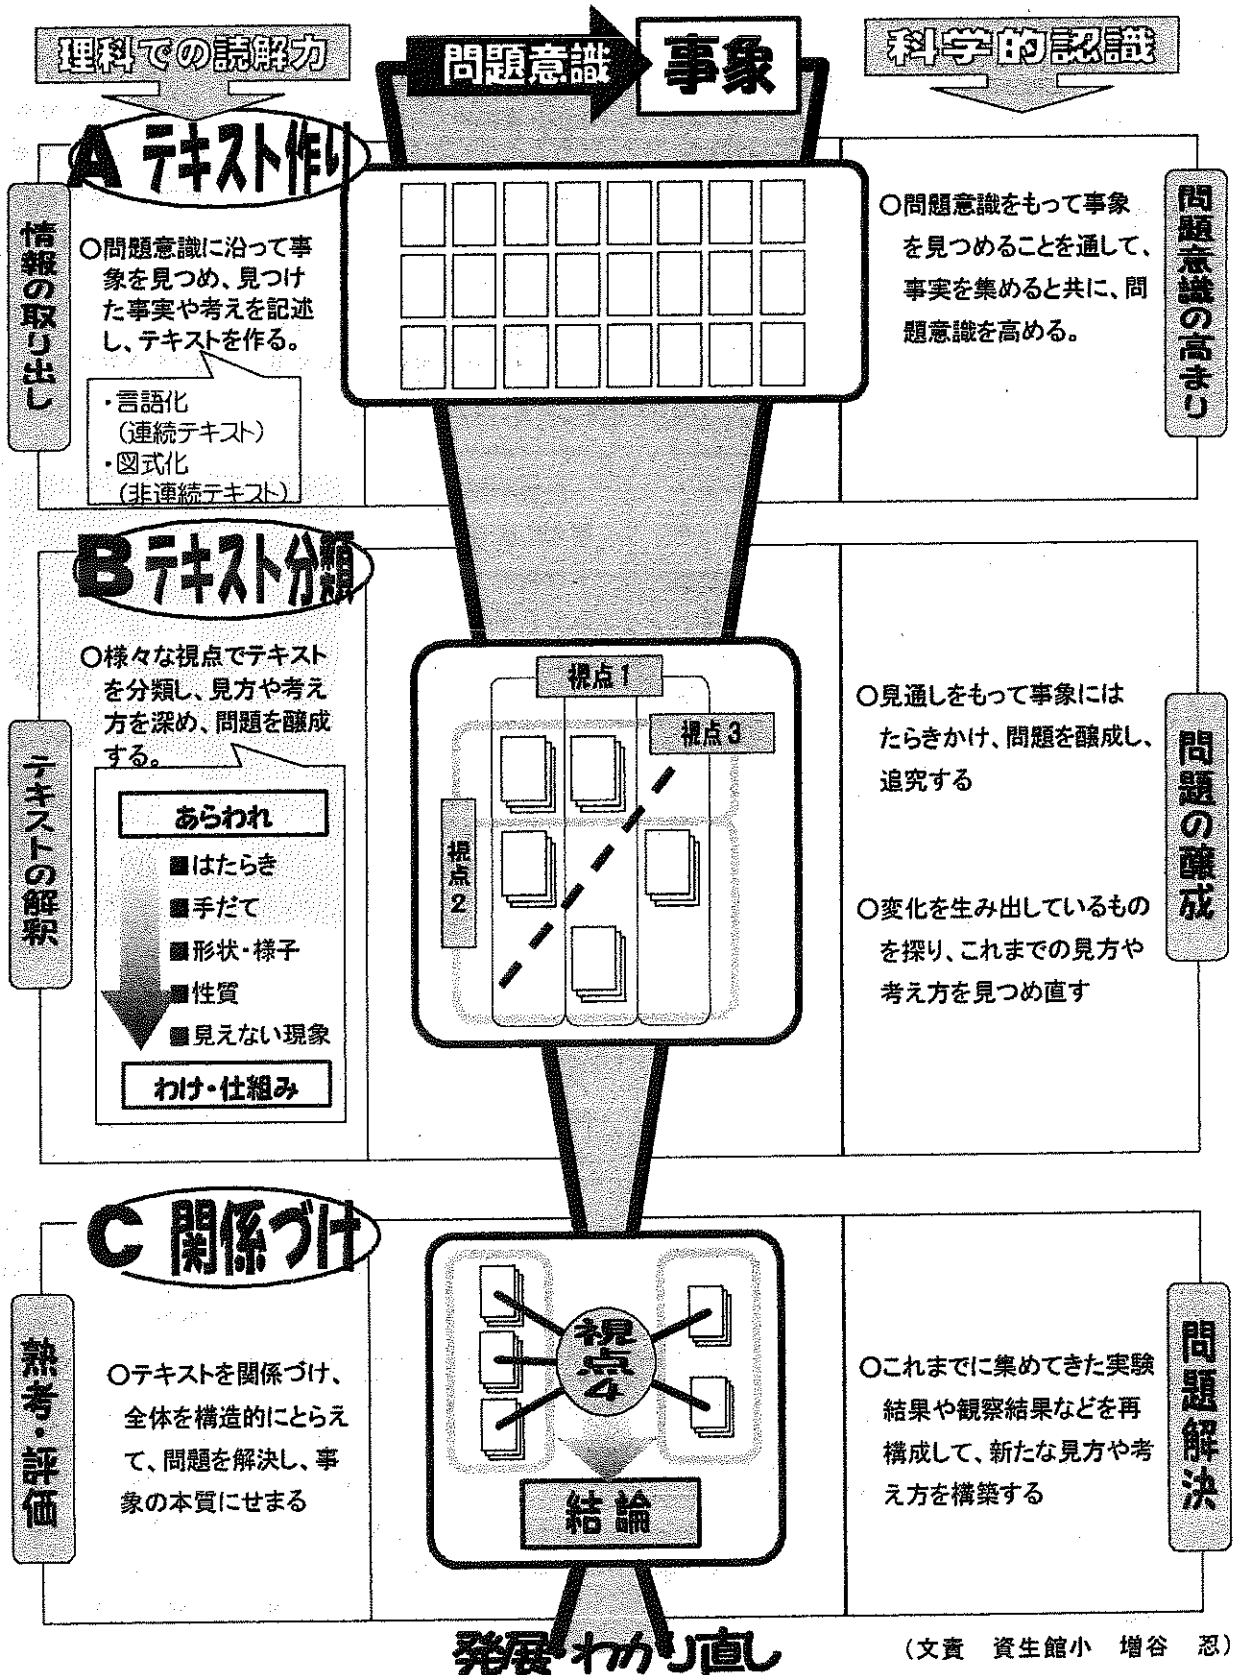 理科での読解力
問題意識
事象
科学的認識
A テキスト作り
情報の取り出し
○問題意識に沿って事
象を見つめ、見つけ
た事実や考えを記述
し、テキストを作る。
・言語化
(連続テキスト)
・図式化
(非連続テキスト)
○問題意識をもって事象
を見つめることを通して、
事実を集めると共に、問
題意識を高める。
問題意識の高まり
B テキスト分類
テキストの解釈
○様々な視点でテキスト
を分類し、見方や考え
方を深め、問題を醸成
する。
あらわれ
■はたらき
■手だて
■形状・様子
■性質
■見えない現象
わけ・仕組み
視点1
視点3
視点2
○見通しをもって事象には
たらきかけ、問題を醸成し、
追究する
○変化を生み出しているもの
を探り、これまでの見方や
考え方を見つめ直す
問題の醸成
C 関係づけ
熟考・評価
○テキストを関係づけ、
全体を構造的にとらえ
て、問題を解決し、事
象の本質にせまる
視点4
結論
○これまでに集めてきた実験
結果や観察結果などを再
構成して、新たな見方や考
え方を構築する
問題解決
発展・わかり直し
(文責 資生館小 増谷 忍)